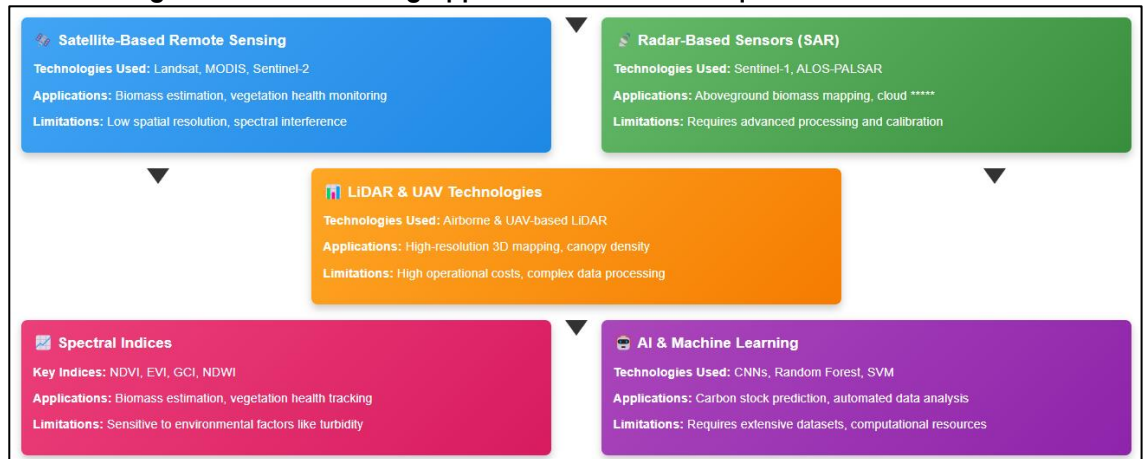 Satellite-Based Remote Sensing
Technologies Used: Landsat, MODIS, Sentinel-2
Applications: Biomass estimation, vegetation health monitoring
Limitations: Low spatial resolution, spectral interference
Radar-Based Sensors (SAR)
Technologies Used: Sentinel-1, ALOS-PALSAR
Applications: Aboveground biomass mapping, cloud *****
Limitations: Requires advanced processing and calibration
LiDAR & UAV Technologies
Technologies Used: Airborne & UAV-based LiDAR
Applications: High-resolution 3D mapping, canopy density
Limitations: High operational costs, complex data processing
Spectral Indices
Key Indices: NDVI, EVI, GCI, NDWI
Applications: Biomass estimation, vegetation health tracking
Limitations: Sensitive to environmental factors like turbidity
AI & Machine Learning
Technologies Used: CNNs, Random Forest, SVM
Applications: Carbon stock prediction, automated data analysis
Limitations: Requires extensive datasets, computational resources